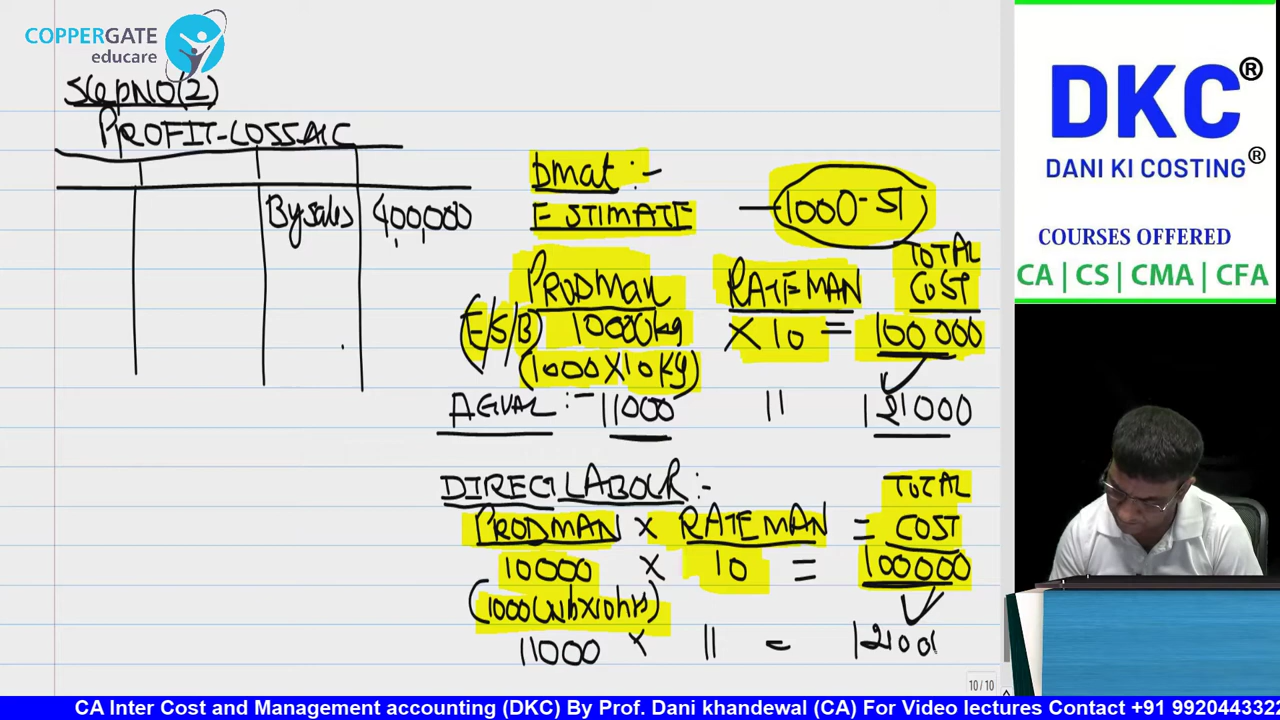 COPPERGATE
educare
Step NO(2)
PROFIT-LOSS A/C
By sales 400,000
Dmat :-
ESTIMATE - 1000-SI
PRODMan RATEMAN TOTAL COST
(E/S/B) 10000kg X 10 = 100000
(1000X10Kg)
ACTUAL :- 11000 11 121000
DIRECT LABOUR :-
PRODMAN x RATEMAN = TOTAL COST
10000 x 10 = 100000
11000 x 11 = 12100
10/10
DKC®
DANI KI COSTING®
COURSES OFFERED
CA | CS | CMA | CFA
CA Inter Cost and Management accounting (DKC) By Prof. Dani khandewal (CA) For Video lectures Contact +91 9920443322